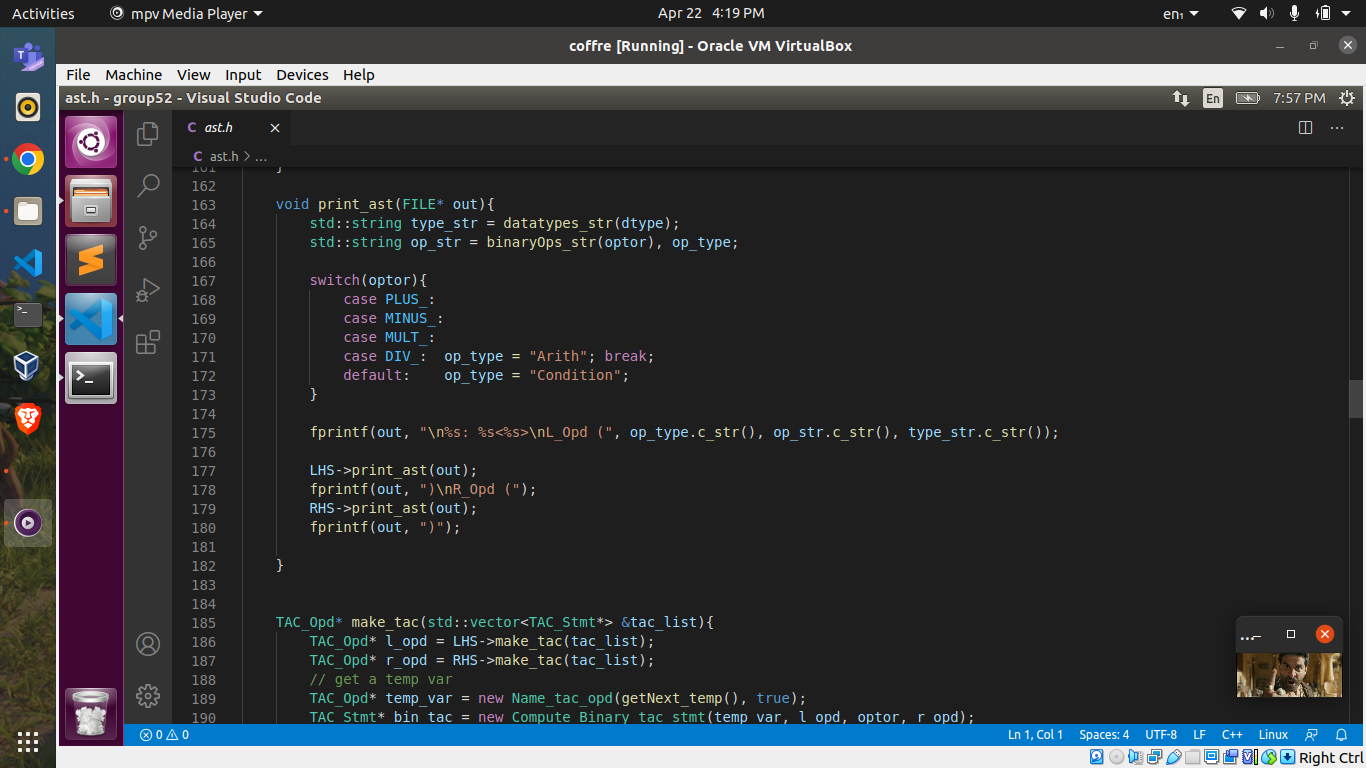 Activities mpv Media Player Apr 22 4:19 PM en₁
coffre [Running] - Oracle VM VirtualBox
File Machine View Input Devices Help
ast.h - group52 - Visual Studio Code En 7:57 PM
C ast.h
C ast.h > ...
161 }
162
163 void print_ast(FILE* out){
164 std::string type_str = datatypes_str(dtype);
165 std::string op_str = binaryOps_str(optor), op_type;
166
167 switch(optor){
168 case PLUS_:
169 case MINUS_:
170 case MULT_:
171 case DIV_: op_type = "Arith"; break;
172 default: op_type = "Condition";
173 }
174
175 fprintf(out, "\n%s: %s<%s>\nL_Opd (", op_type.c_str(), op_str.c_str(), type_str.c_str());
176
177 LHS->print_ast(out);
178 fprintf(out, ")\nR_Opd (");
179 RHS->print_ast(out);
180 fprintf(out, ")");
181
182 }
183
184
185 TAC_Opd* make_tac(std::vector<TAC_Stmt*> &tac_list){
186 TAC_Opd* l_opd = LHS->make_tac(tac_list);
187 TAC_Opd* r_opd = RHS->make_tac(tac_list);
188 // get a temp var
189 TAC_Opd* temp_var = new Name_tac_opd(getNext_temp(), true);
190 TAC_Stmt* bin_tac = new Compute_Binary_tac_stmt(temp_var, l_opd, optor, r_opd);
0 0 Ln 1, Col 1 Spaces: 4 UTF-8 LF C++ Linux
Right Ctrl